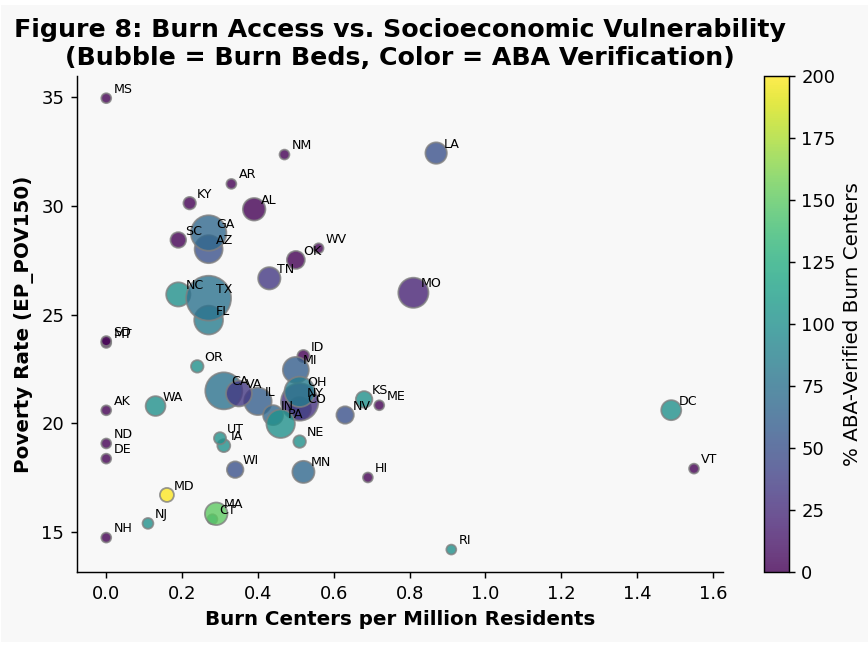 Figure 8: Burn Access vs. Socioeconomic Vulnerability
(Bubble = Burn Beds, Color = ABA Verification)
Poverty Rate (EP_POV150)
35
30
25
20
15
MS
NM
LA
AR
KY
AL
GA
SC
AZ
WV
OK
TN
MO
NC
TX
FL
SD
MT
ID
OR
MI
CA
VA
OH
IL
NY
CO
KS
ME
AK
WA
IN
PA
NV
DC
UT
IA
NE
ND
DE
WI
MN
HI
VT
MD
MA
CT
NJ
NH
RI
0.0 0.2 0.4 0.6 0.8 1.0 1.2 1.4 1.6
Burn Centers per Million Residents
200
175
150
125
100
75
50
25
0
% ABA-Verified Burn Centers